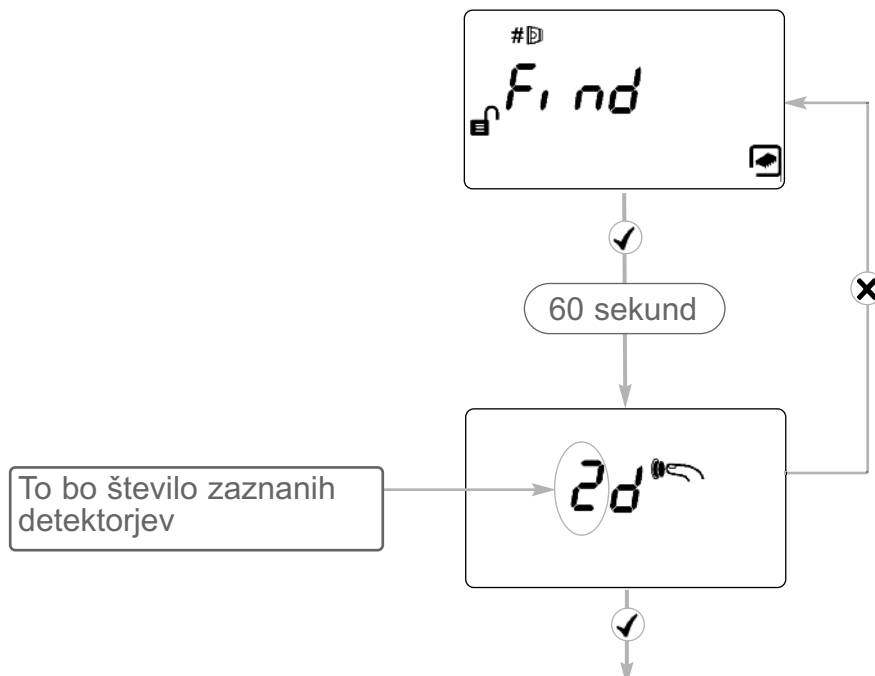 #
Find
60 sekund
To bo število zaznanih
detektorjev
2d